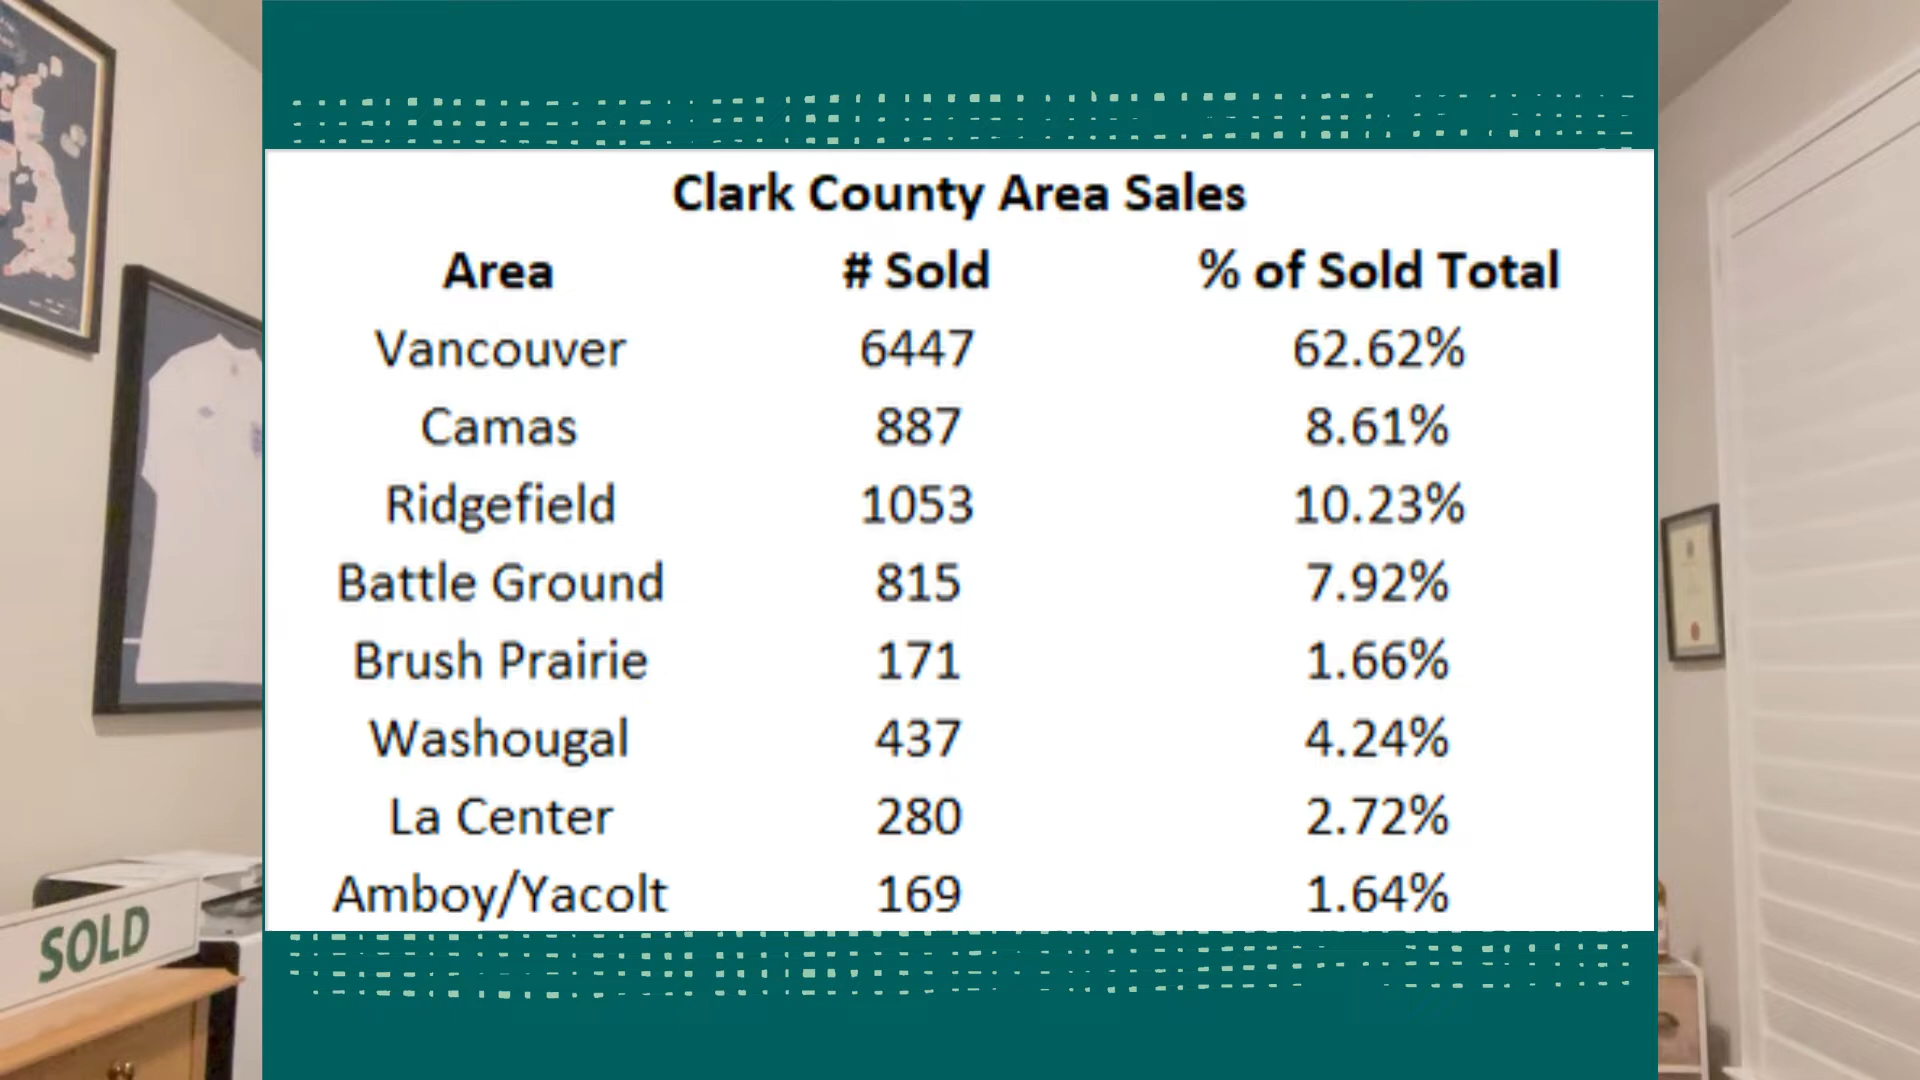 Clark County Area Sales
Area # Sold % of Sold Total
Vancouver 6447 62.62%
Camas 887 8.61%
Ridgefield 1053 10.23%
Battle Ground 815 7.92%
Brush Prairie 171 1.66%
Washougal 437 4.24%
La Center 280 2.72%
Amboy/Yacolt 169 1.64%
SOLD